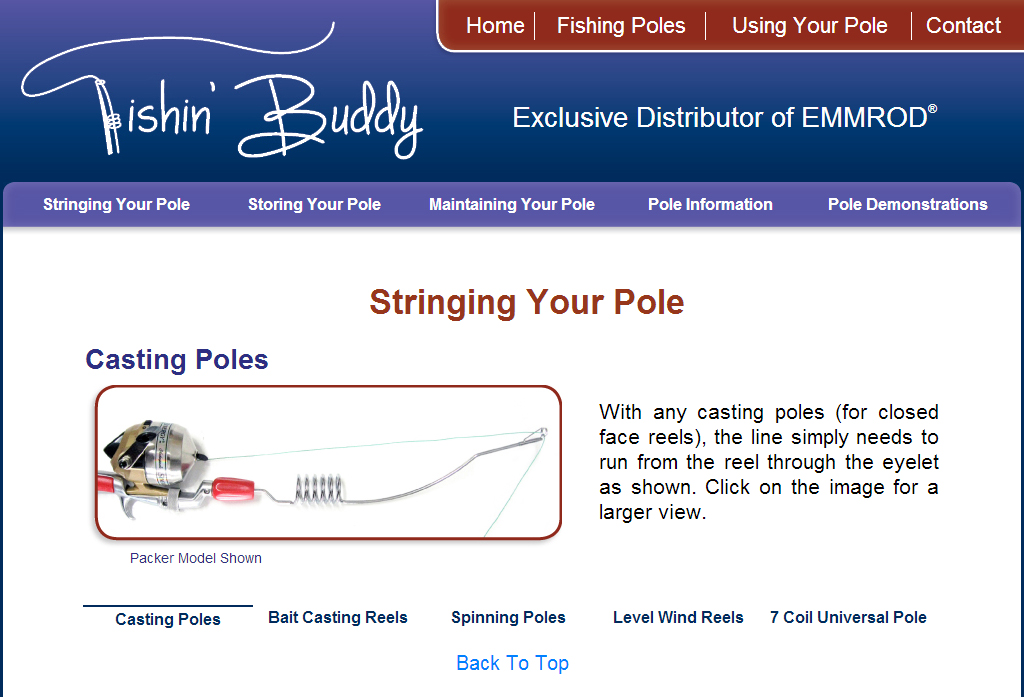 Home Fishing Poles Using Your Pole Contact
Fishin' Buddy
Exclusive Distributor of EMMROD®
Stringing Your Pole Storing Your Pole Maintaining Your Pole Pole Information Pole Demonstrations
Stringing Your Pole
Casting Poles
With any casting poles (for closed
face reels), the line simply needs to
run from the reel through the eyelet
as shown. Click on the image for a
larger view.
Packer Model Shown
Casting Poles Bait Casting Reels Spinning Poles Level Wind Reels 7 Coil Universal Pole
Back To Top